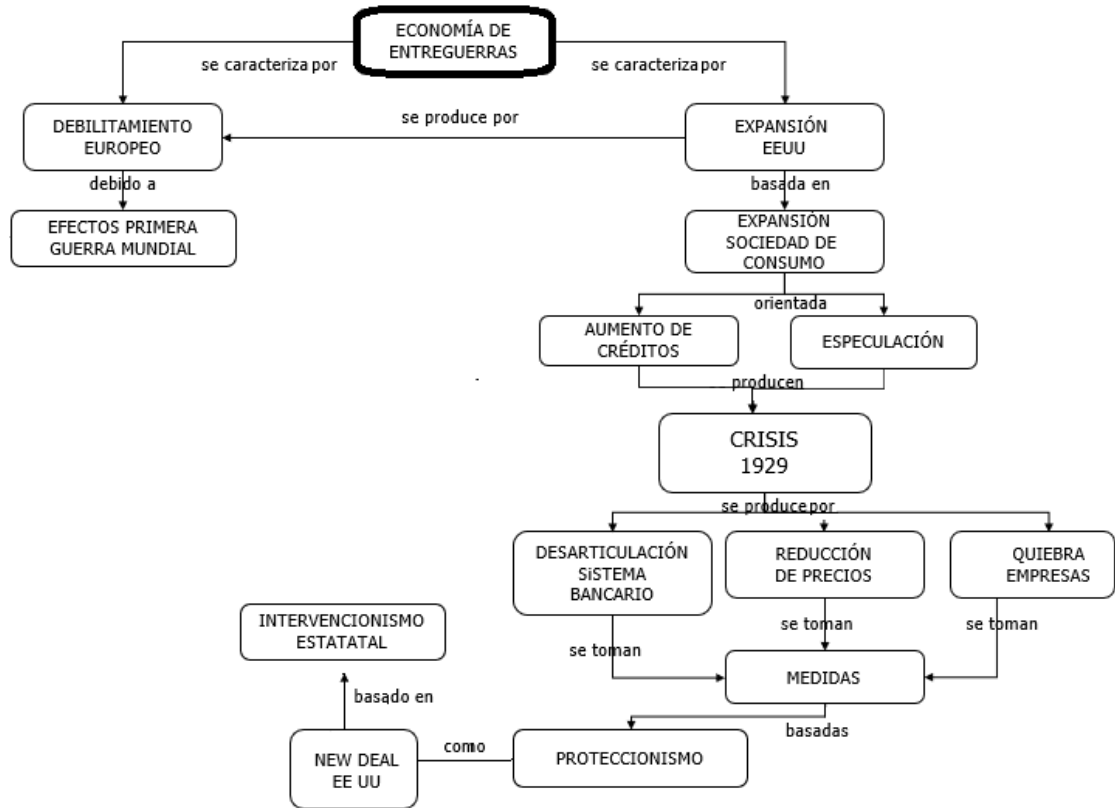 ECONOMÍA DE
ENTREGUERRAS
se caracteriza por
se caracteriza por
DEBILITAMIENTO
EUROPEO
se produce por
EXPANSIÓN
EEUU
debido a
basada en
EFECTOS PRIMERA
GUERRA MUNDIAL
EXPANSIÓN
SOCIEDAD DE
CONSUMO
orientada
AUMENTO DE
CRÉDITOS
ESPECULACIÓN
se producen
CRISIS
1929
se produce por
DESARTICULACIÓN
SiSTEMA
BANCARIO
REDUCCIÓN
DE PRECIOS
QUIEBRA
EMPRESAS
se toman
se toman
se toman
INTERVENCIONISMO
ESTATATAL
MEDIDAS
basado en
basadas
NEW DEAL
EE UU
como
PROTECCIONISMO